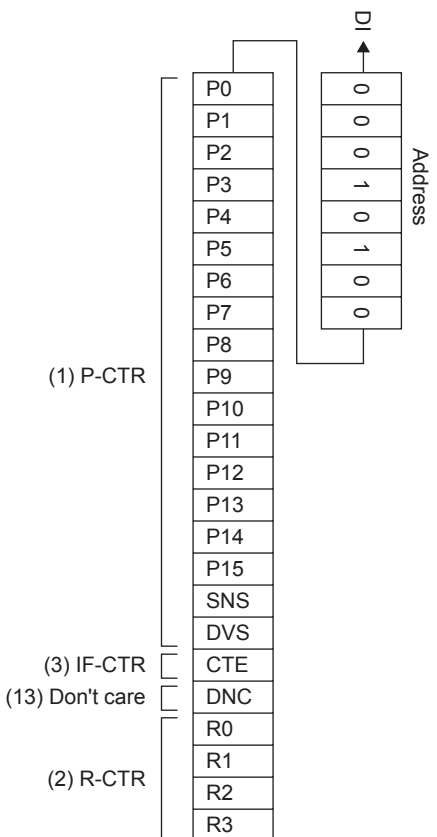 DI
0
0
0
1
0
1
0
0
Address
P0
P1
P2
P3
P4
P5
P6
P7
P8
P9
P10
P11
P12
P13
P14
P15
SNS
DVS
CTE
DNC
R0
R1
R2
R3
(1) P-CTR
(3) IF-CTR
(13) Don't care
(2) R-CTR